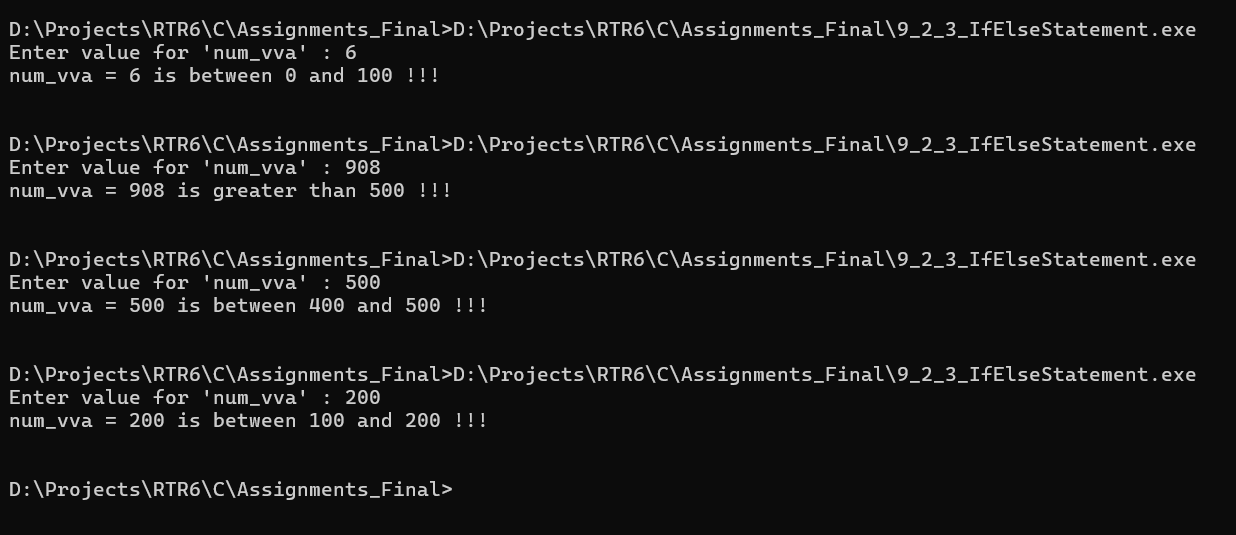 D:\Projects\RTR6\C\Assignments_Final>D:\Projects\RTR6\C\Assignments_Final\9_2_3_IfElseStatement.exe
Enter value for 'num_vva' : 6
num_vva = 6 is between 0 and 100 !!!
D:\Projects\RTR6\C\Assignments_Final>D:\Projects\RTR6\C\Assignments_Final\9_2_3_IfElseStatement.exe
Enter value for 'num_vva' : 908
num_vva = 908 is greater than 500 !!!
D:\Projects\RTR6\C\Assignments_Final>D:\Projects\RTR6\C\Assignments_Final\9_2_3_IfElseStatement.exe
Enter value for 'num_vva' : 500
num_vva = 500 is between 400 and 500 !!!
D:\Projects\RTR6\C\Assignments_Final>D:\Projects\RTR6\C\Assignments_Final\9_2_3_IfElseStatement.exe
Enter value for 'num_vva' : 200
num_vva = 200 is between 100 and 200 !!!
D:\Projects\RTR6\C\Assignments_Final>